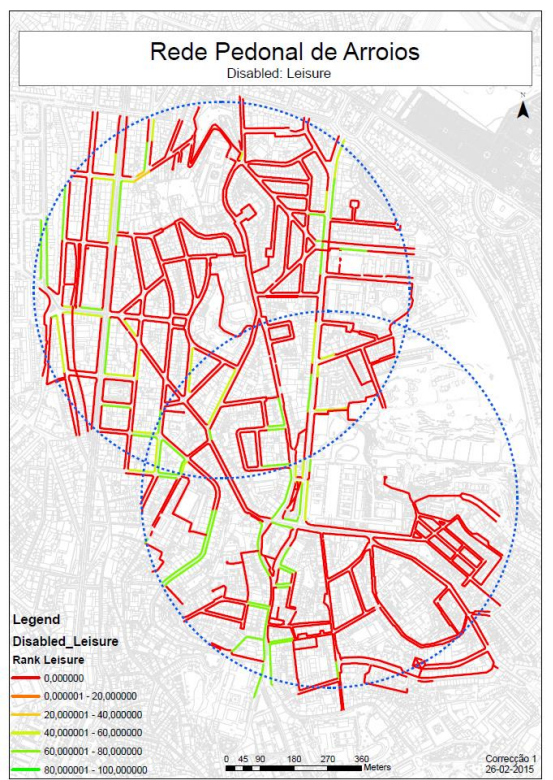 Rede Pedonal de Arroios
Disabled: Leisure
N
Legend
Disabled_Leisure
Rank Leisure
0,000000
0,000001 - 20,000000
20,000001 - 40,000000
40,000001 - 60,000000
60,000001 - 80,000000
80,000001 - 100,000000
0 45 90 180 270 360
Meters
Correcção 1
26-02-2015